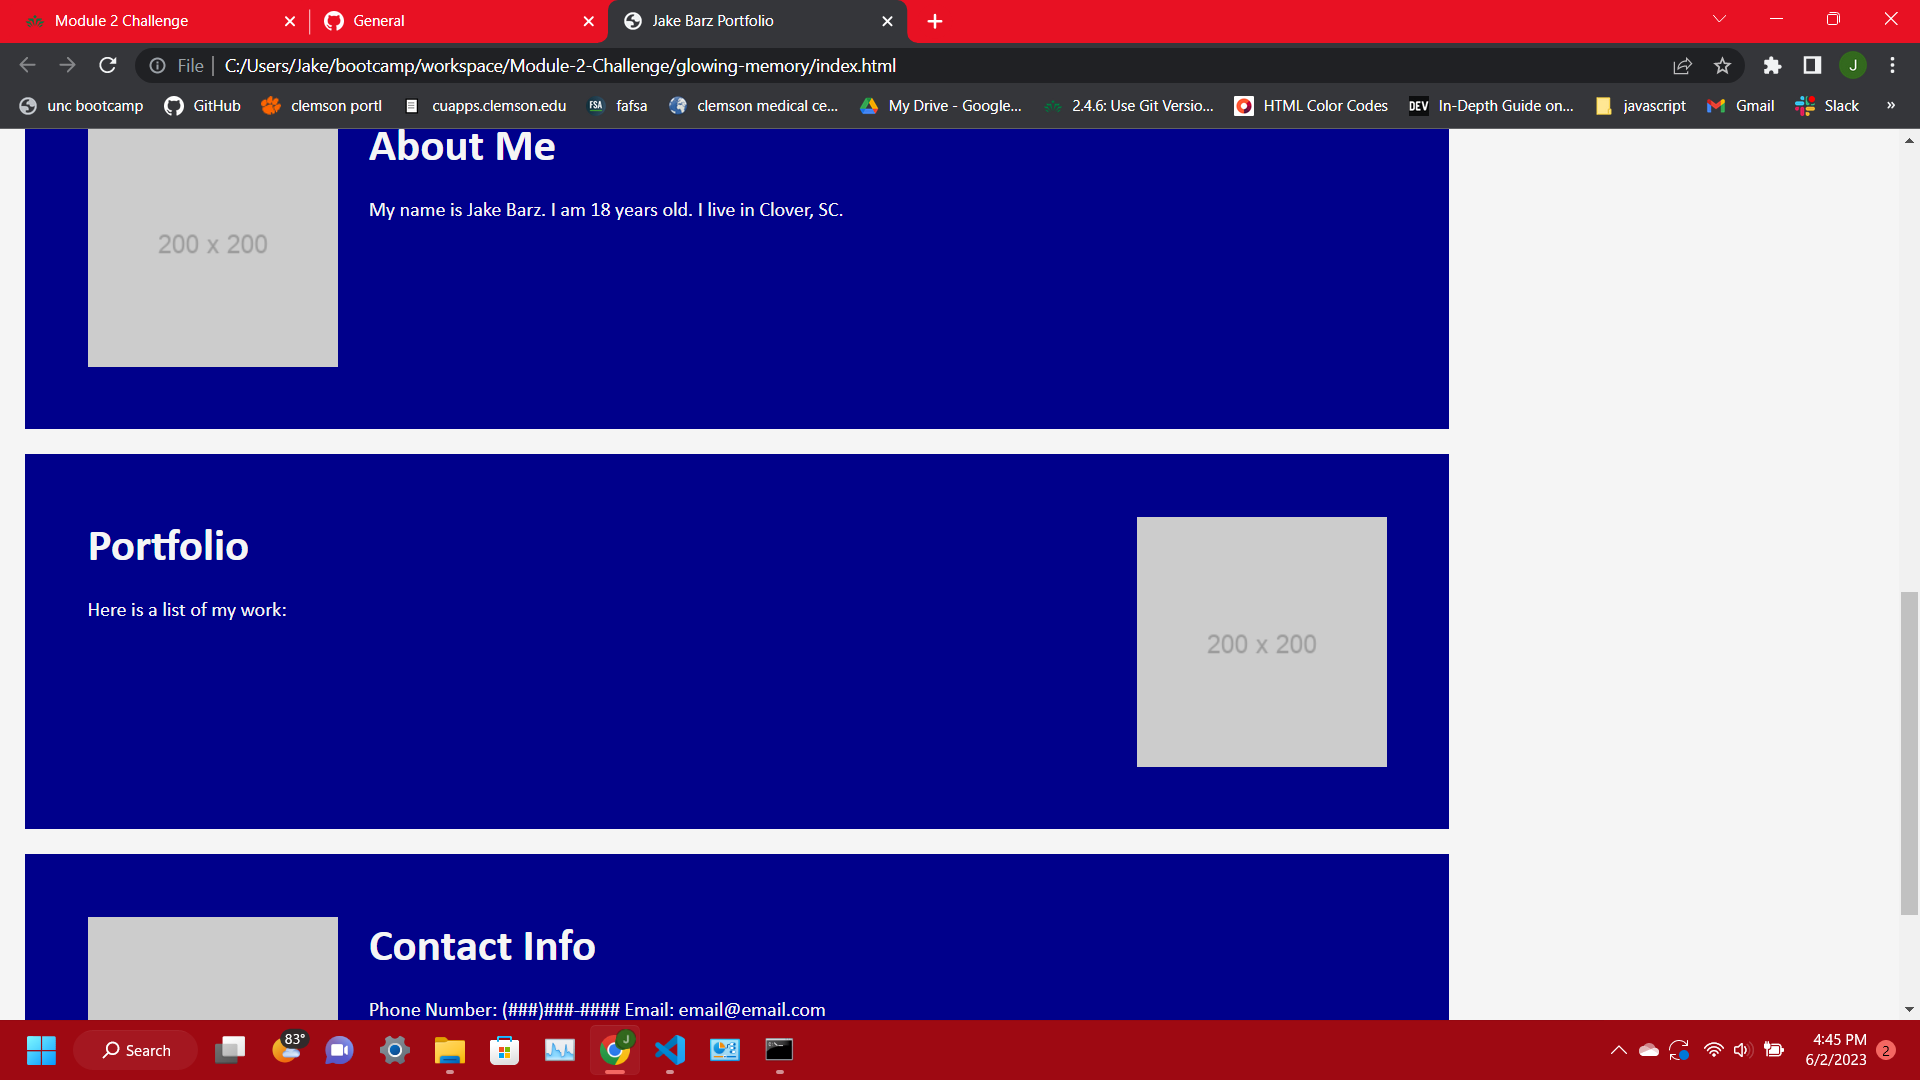 Module 2 Challenge
General
Jake Barz Portfolio
File
C:/Users/Jake/bootcamp/workspace/Module-2-Challenge/glowing-memory/index.html
J
unc bootcamp
GitHub
clemson portl
cuapps.clemson.edu
FSA
fafsa
clemson medical ce...
My Drive - Google...
2.4.6: Use Git Versio...
HTML Color Codes
DEV
In-Depth Guide on...
javascript
Gmail
Slack
»
About Me
My name is Jake Barz. I am 18 years old. I live in Clover, SC.
200 x 200
Portfolio
Here is a list of my work:
200 x 200
Contact Info
Phone Number: (###)###-#### Email: email@email.com
Search
83°
J
4:45 PM
6/2/2023
2